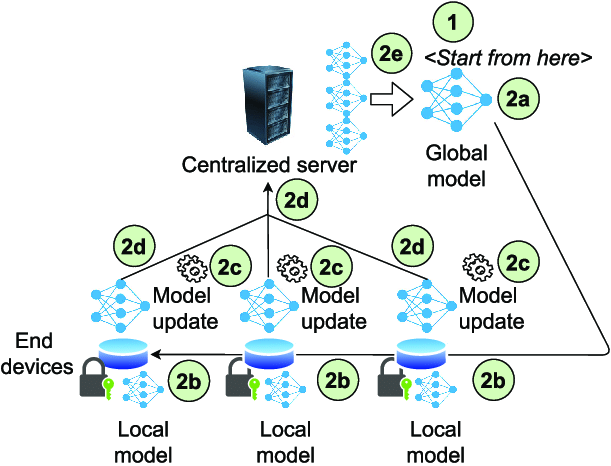 1
<Start from here>
2e
2a
Global
model
Centralized server
2d
2d
2d
2c
2c
2c
Model
update
Model
update
Model
update
End
devices
2b
2b
2b
Local
model
Local
model
Local
model